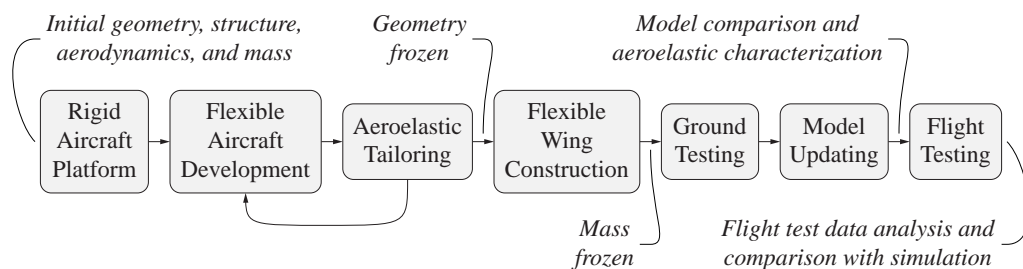 Initial geometry, structure,
aerodynamics, and mass
Geometry
frozen
Model comparison and
aeroelastic characterization
Rigid
Aircraft
Platform
Flexible
Aircraft
Development
Aeroelastic
Tailoring
Flexible
Wing
Construction
Ground
Testing
Model
Updating
Flight
Testing
Mass
frozen
Flight test data analysis and
comparison with simulation